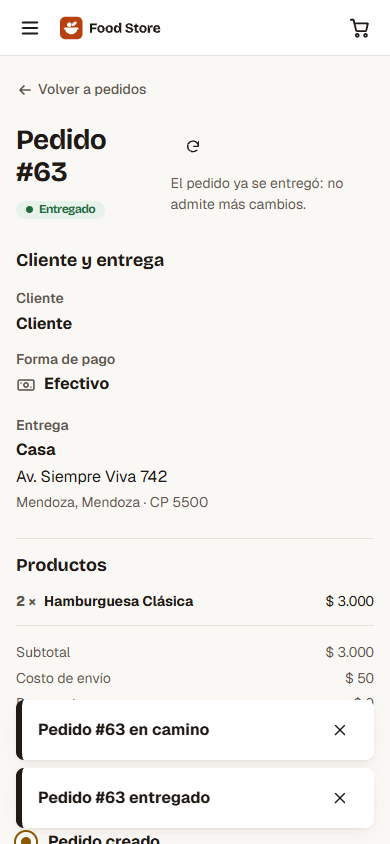 Food Store
Volver a pedidos
Pedido
#63
Entregado
El pedido ya se entregó: no
admite más cambios.
Cliente y entrega
Cliente
Cliente
Forma de pago
Efectivo
Entrega
Casa
Av. Siempre Viva 742
Mendoza, Mendoza · CP 5500
Productos
2 × Hamburguesa Clásica $ 3.000
Subtotal $ 3.000
Costo de envío $ 50
Pedido #63 en camino
Pedido #63 entregado
Pedido creado